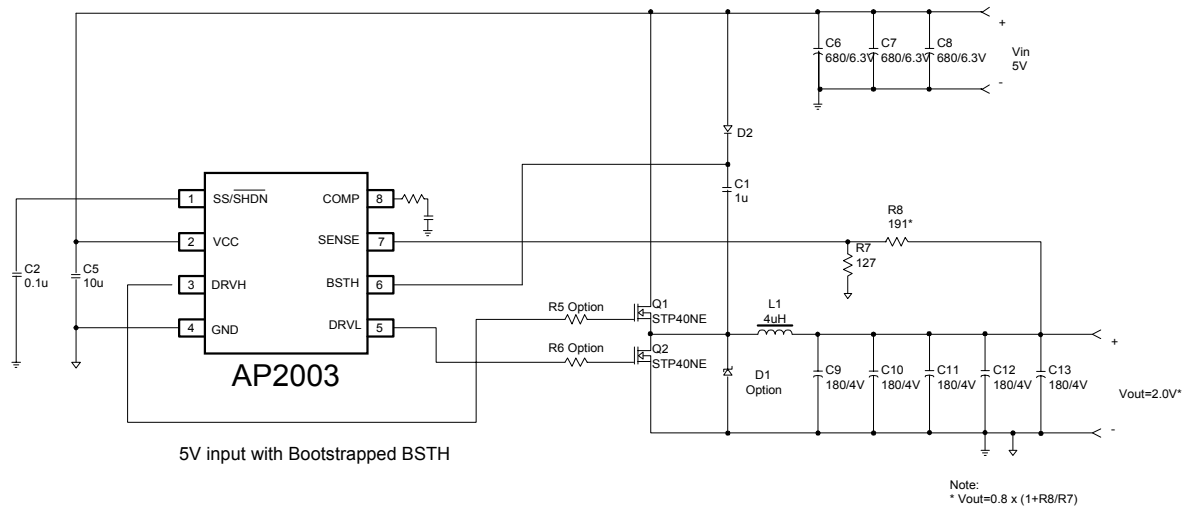 C6
680/6.3V
C7
680/6.3V
C8
680/6.3V
+
Vin
5V
-
D2
C1
1u
1
SS/SHDN
COMP
8
2
VCC
SENSE
7
3
DRVH
BSTH
6
4
GND
DRVL
5
AP2003
C2
0.1u
C5
10u
R8
191*
R7
127
R5 Option
Q1
STP40NE
R6 Option
Q2
STP40NE
L1
4uH
D1
Option
C9
180/4V
C10
180/4V
C11
180/4V
C12
180/4V
C13
180/4V
+
Vout=2.0V*
-
5V input with Bootstrapped BSTH
Note:
* Vout=0.8 x (1+R8/R7)